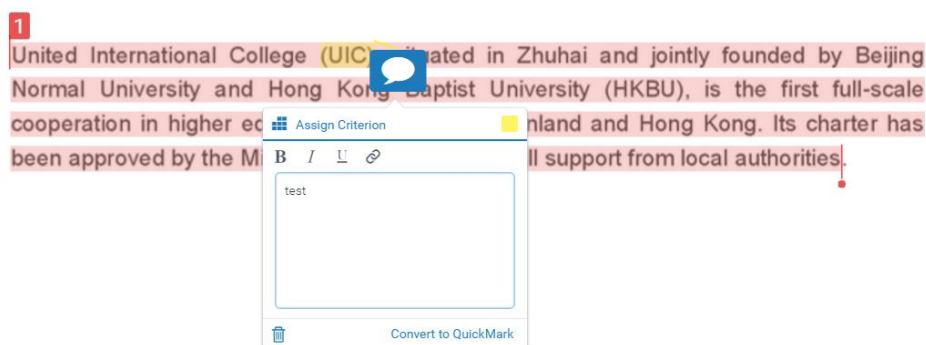 1
United International College (UIC) situated in Zhuhai and jointly founded by Beijing
Normal University and Hong Kong Baptist University (HKBU), is the first full-scale
cooperation in higher nland and Hong Kong. Its charter has
been approved by the ll support from local authorities.
Assign Criterion
B I U
test
Convert to QuickMark